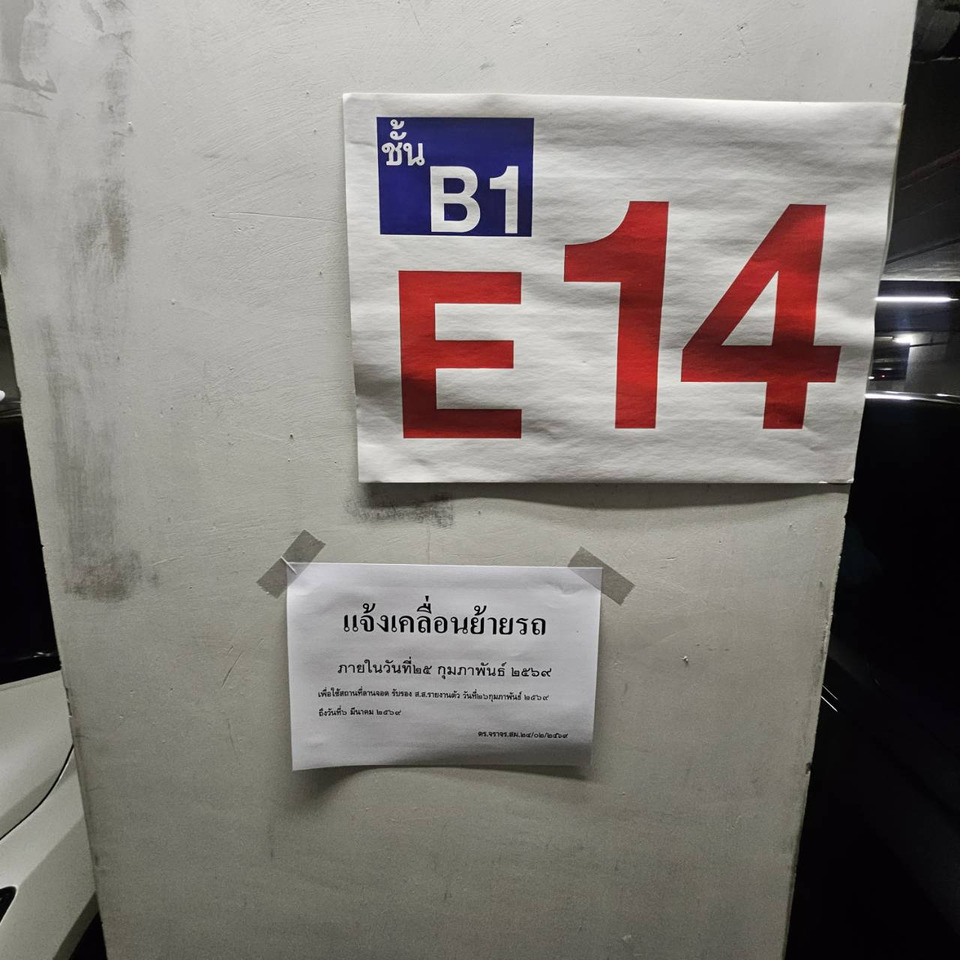 ชั้น
B1
E 14
แจ้งเคลื่อนย้ายรถ
ภายในวันที่๒๕ กุมภาพันธ์ ๒๕๖๙
เพื่อใช้สถานที่ลานจอด รับรอง ส.ส.รายงานตัว วันที่๒๖กุมภาพันธ์ ๒๕๖๙
ถึงวันที่๖ มีนาคม ๒๕๖๙
ตร.จราจร.สผ.๒๔/๐๒/๒๕๖๙